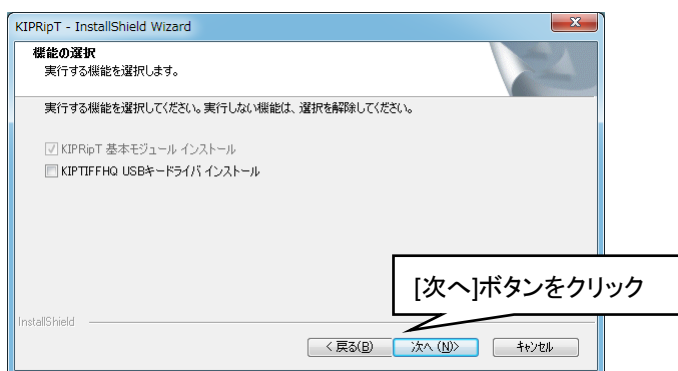 KIPRipT - InstallShield Wizard
機能の選択
実行する機能を選択します。
実行する機能を選択してください。実行しない機能は、選択を解除してください。
KIPRipT 基本モジュール インストール
KIPTIFFHQ USBキードライバ インストール
[次へ]ボタンをクリック
InstallShield
< 戻る(B)
次へ (N)>
キャンセル